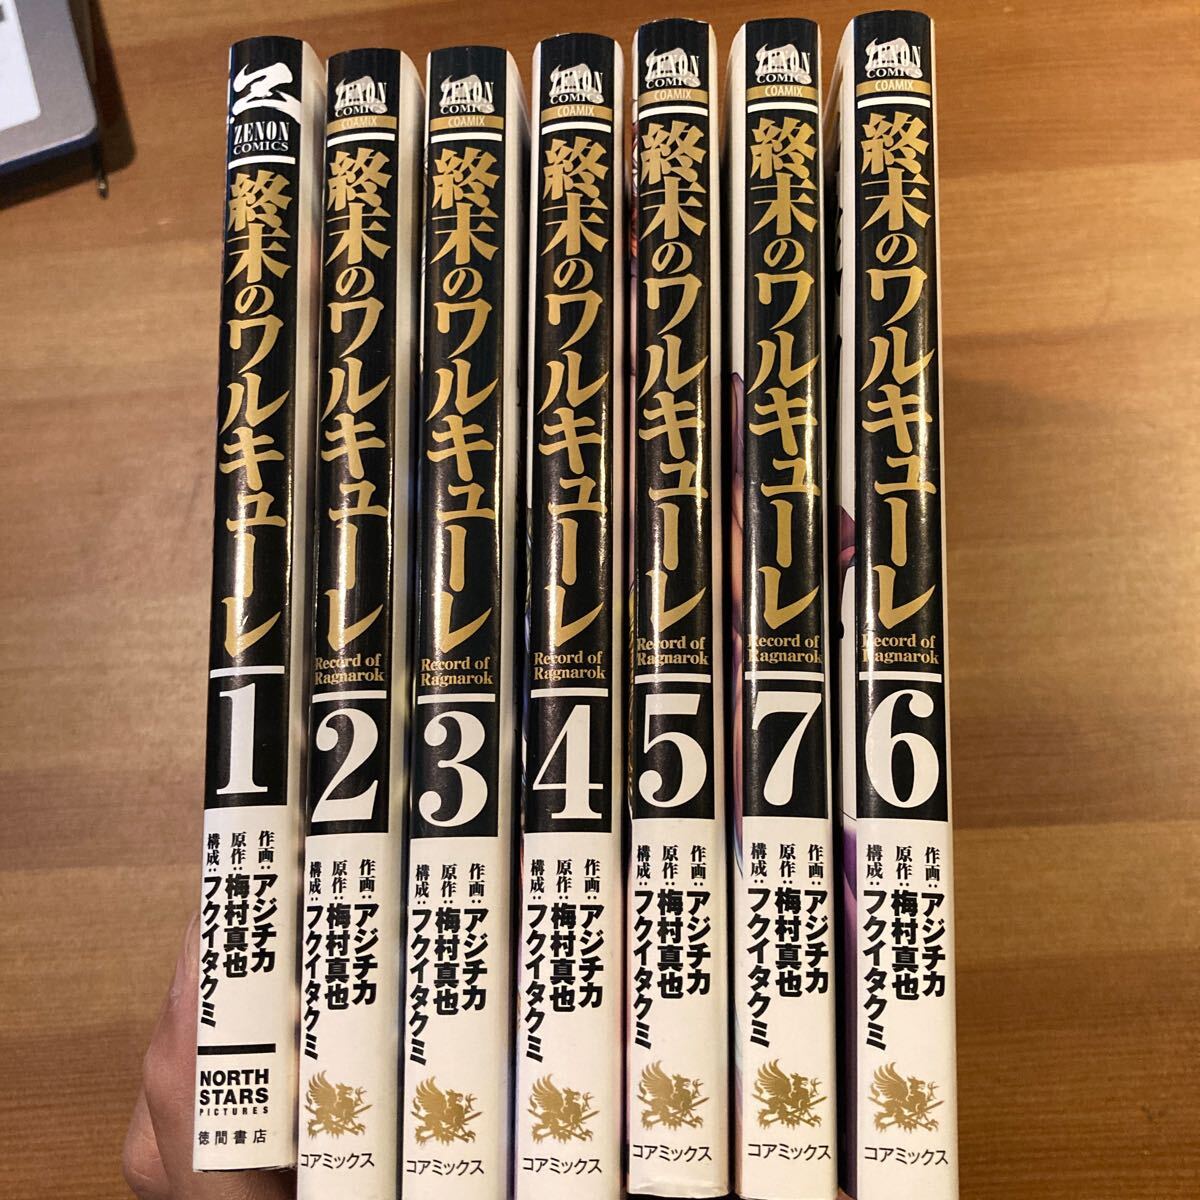 ZENON
COMICS
終末のワルキューレ
1
作画:アジチカ
原作:梅村真也
構成:フクイタクミ
NORTH
STARS
PICTURES
徳間書店
ZENON
COMICS
COAMIX
終末のワルキューレ
Record of
Ragnarok
2
作画:アジチカ
原作:梅村真也
構成:フクイタクミ
コアミックス
ZENON
COMICS
COAMIX
終末のワルキューレ
Record of
Ragnarok
3
作画:アジチカ
原作:梅村真也
構成:フクイタクミ
コアミックス
ZENON
COMICS
COAMIX
終末のワルキューレ
Record of
Ragnarok
4
作画:アジチカ
原作:梅村真也
構成:フクイタクミ
コアミックス
ZENON
COMICS
COAMIX
終末のワルキューレ
Record of
Ragnarok
5
作画:アジチカ
原作:梅村真也
構成:フクイタクミ
コアミックス
ZENON
COMICS
COAMIX
終末のワルキューレ
Record of
Ragnarok
7
作画:アジチカ
原作:梅村真也
構成:フクイタクミ
コアミックス
ZENON
COMICS
COAMIX
終末のワルキューレ
Record of
Ragnarok
6
作画:アジチカ
原作:梅村真也
構成:フクイタクミ
コアミックス